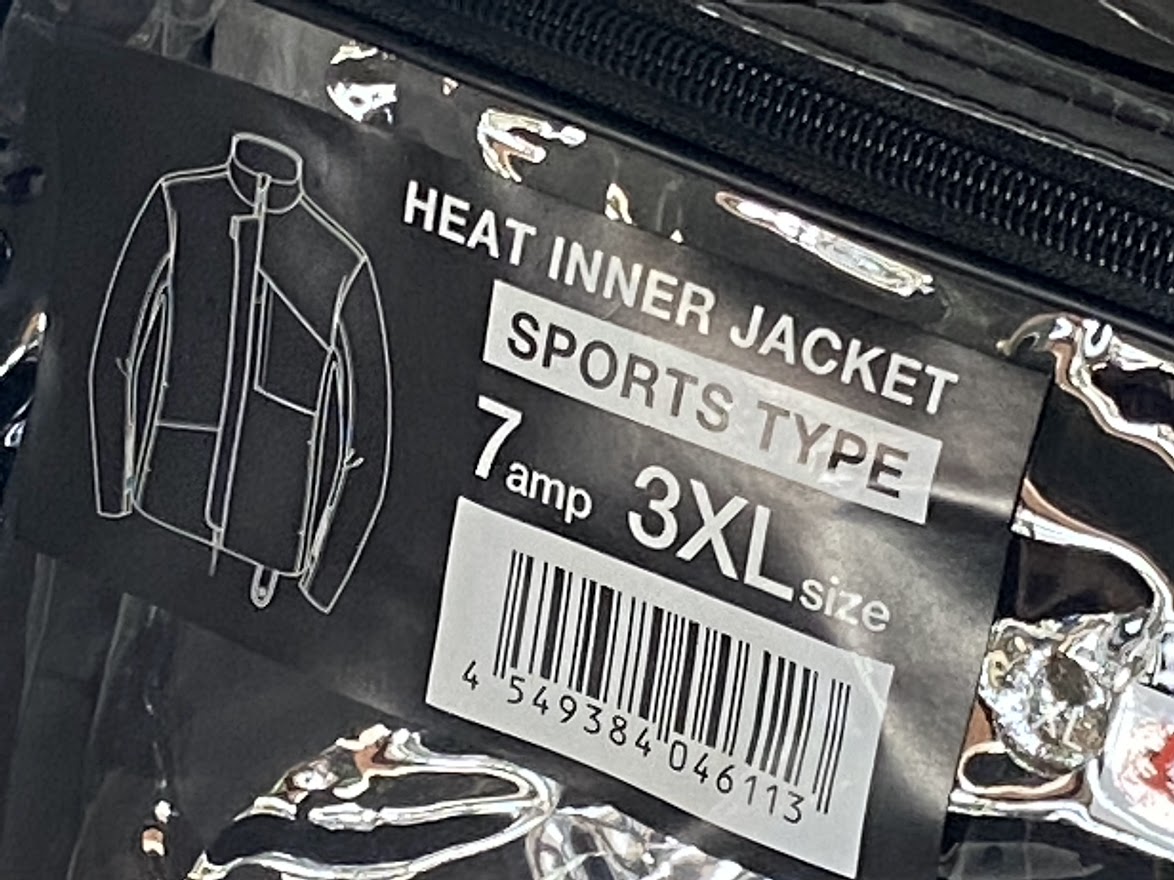 HEAT INNER JACKET
SPORTS TYPE
7amp 3XLsize
4 549384 046113